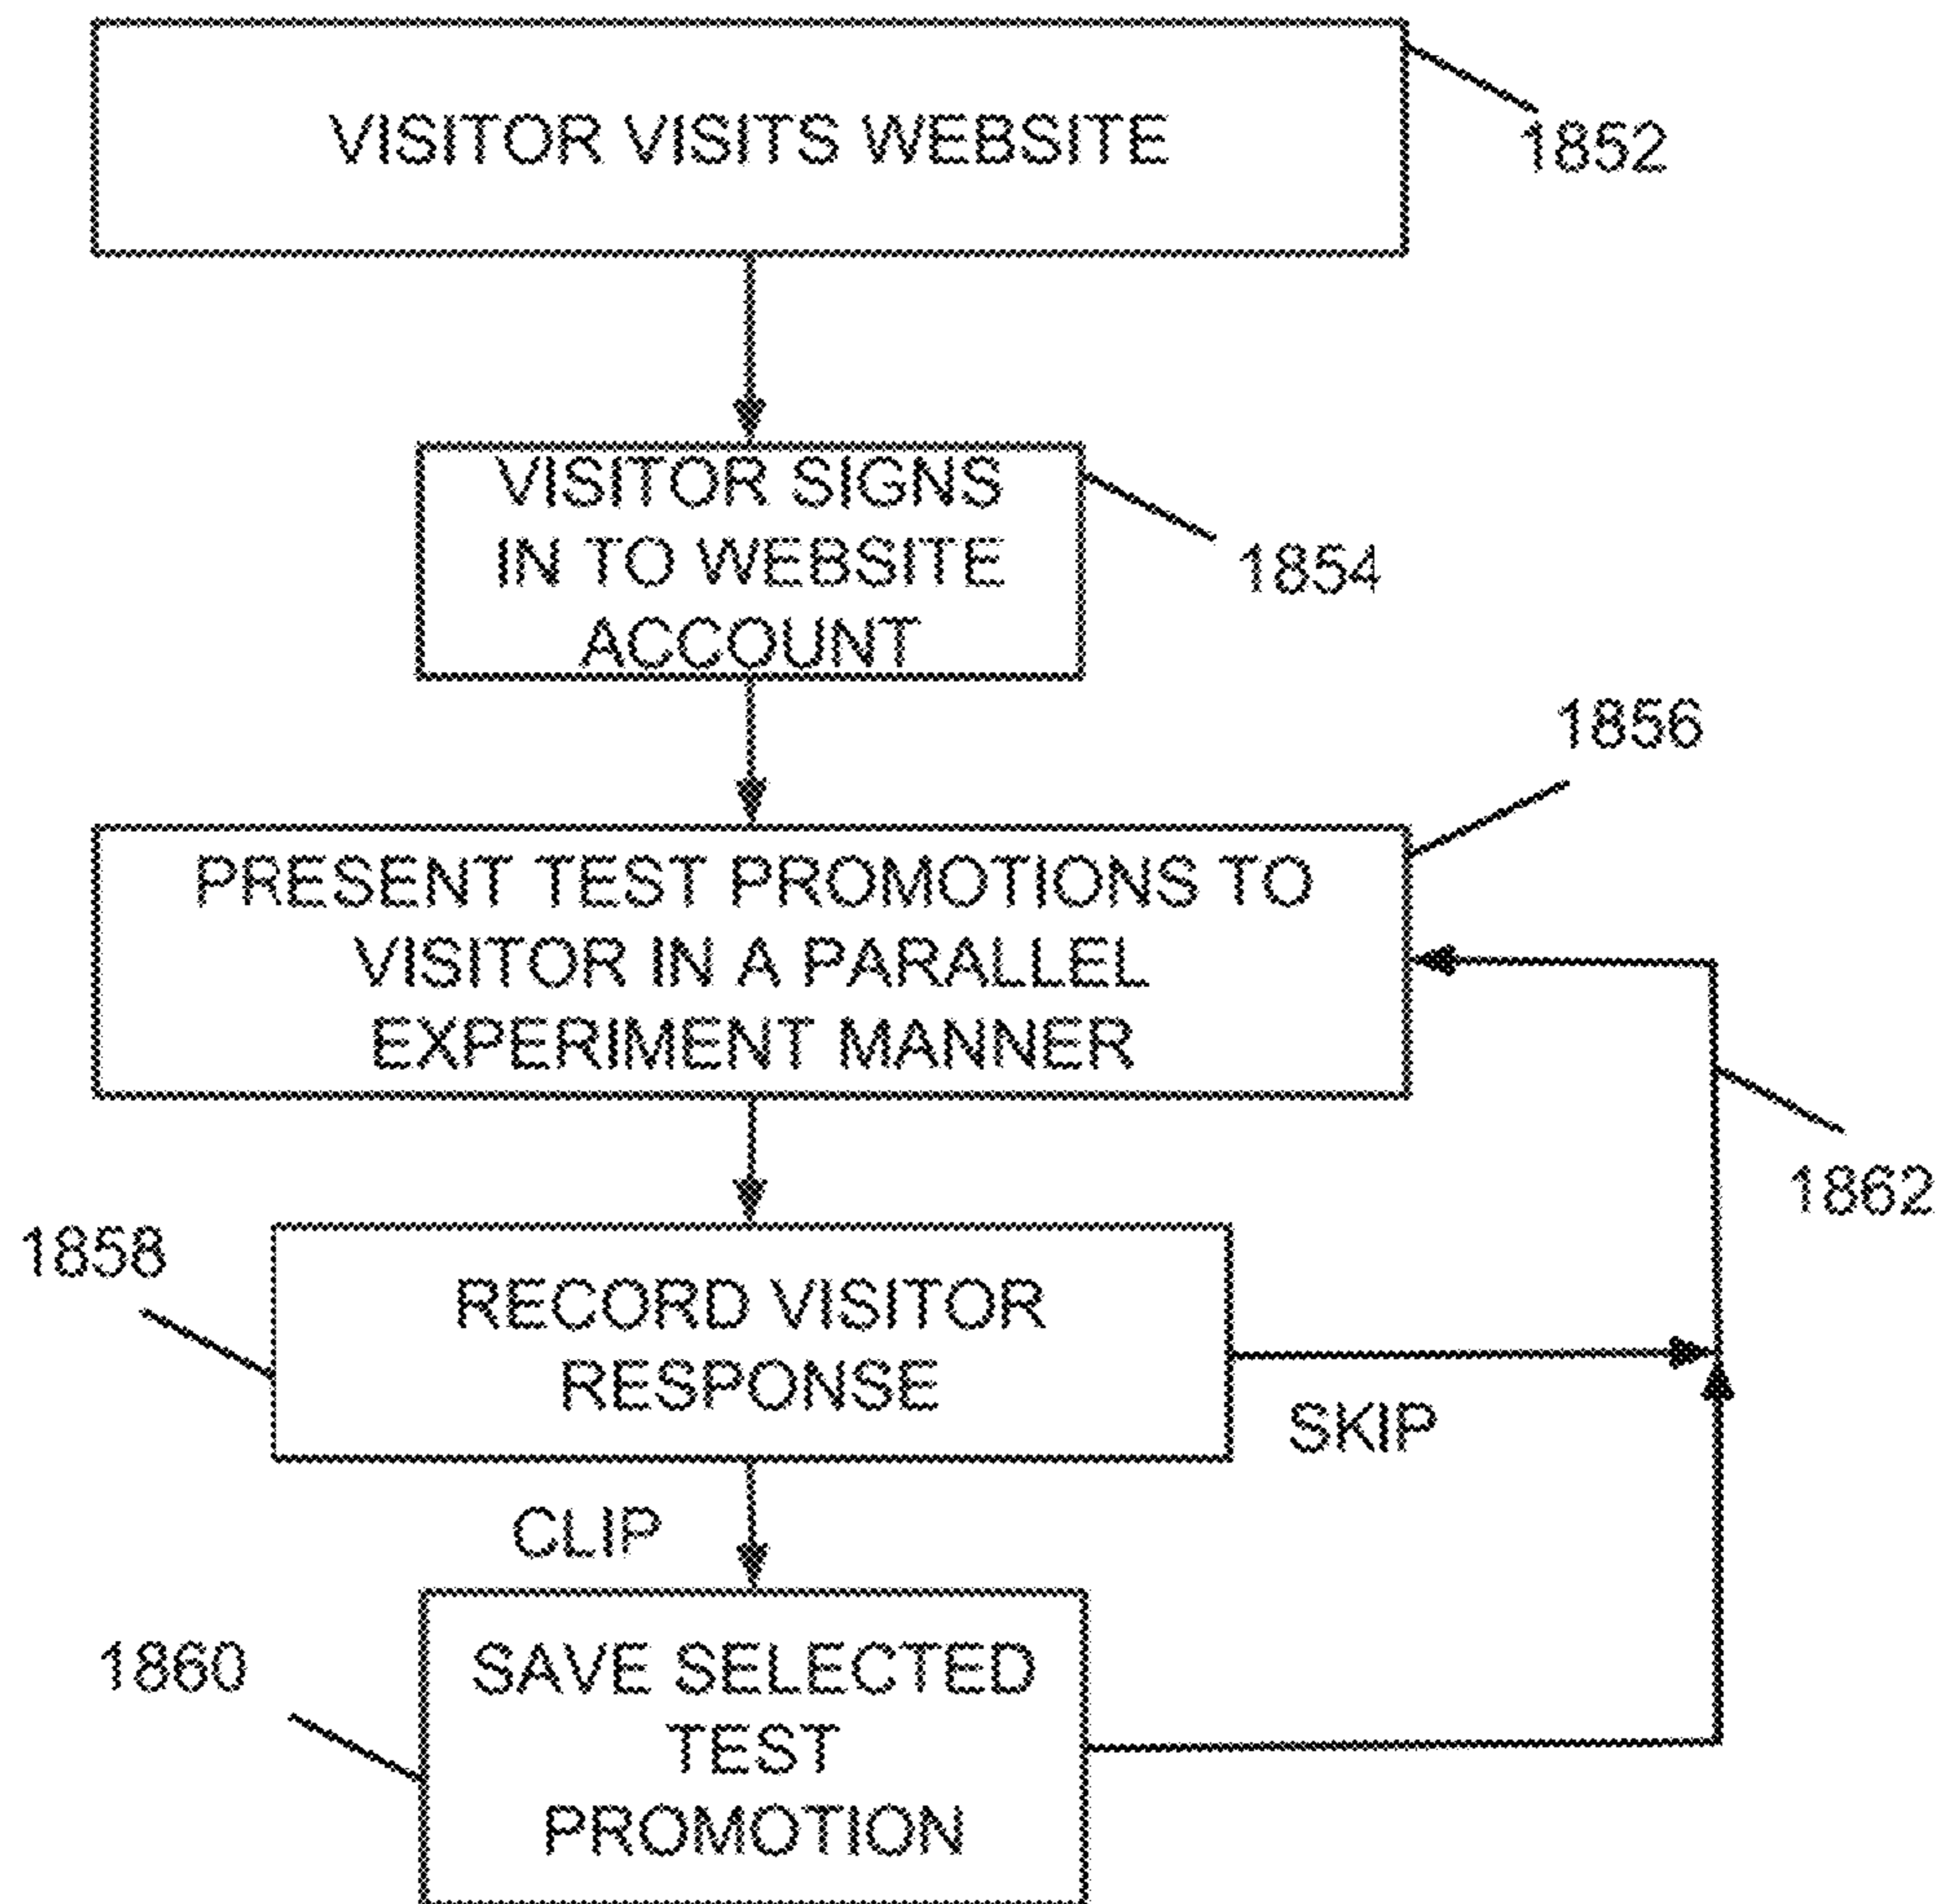 VISITOR VISITS WEBSITE
1852
VISITOR SIGNS
IN TO WEBSITE
ACCOUNT
1854
1856
PRESENT TEST PROMOTIONS TO
VISITOR IN A PARALLEL
EXPERIMENT MANNER
1862
1858
RECORD VISITOR
RESPONSE
SKIP
CLIP
1860
SAVE SELECTED
TEST
PROMOTION